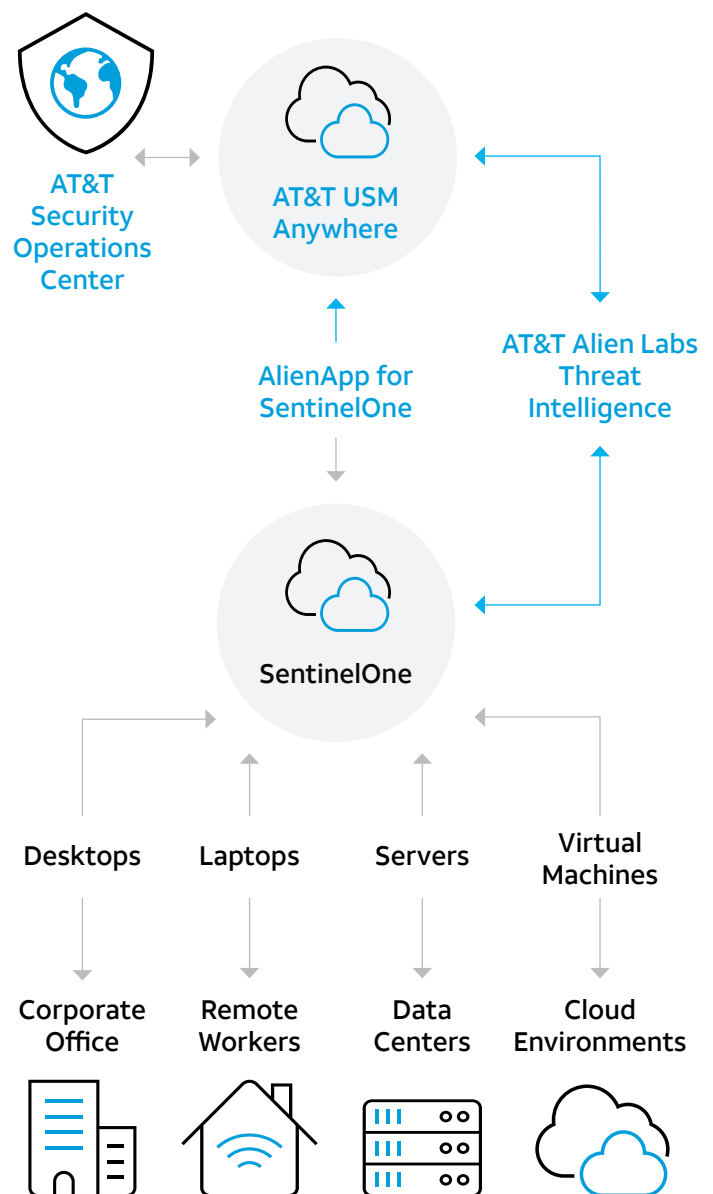 AT&T
Security
Operations
Center
AT&T USM
Anywhere
AlienApp for
SentinelOne
AT&T Alien Labs
Threat
Intelligence
SentinelOne
Desktops
Laptops
Servers
Virtual
Machines
Corporate
Office
Remote
Workers
Data
Centers
Cloud
Environments